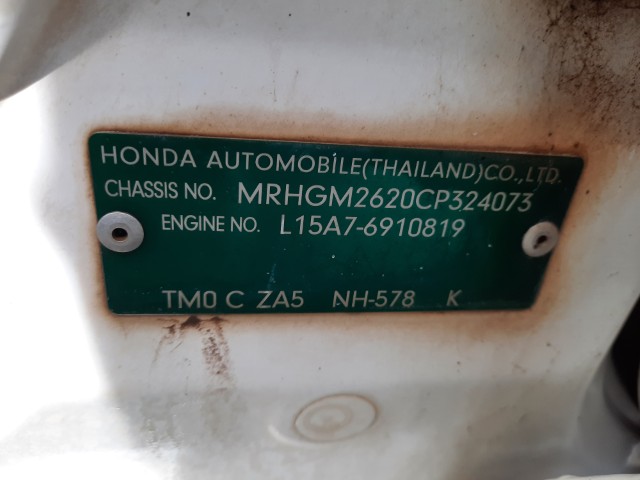 HONDA AUTOMOBILE(THAILAND)CO.,LTD.
CHASSIS NO. MRHGM2620CP324073
ENGINE NO. L15A7-6910819
TM0 C ZA5 NH-578 K